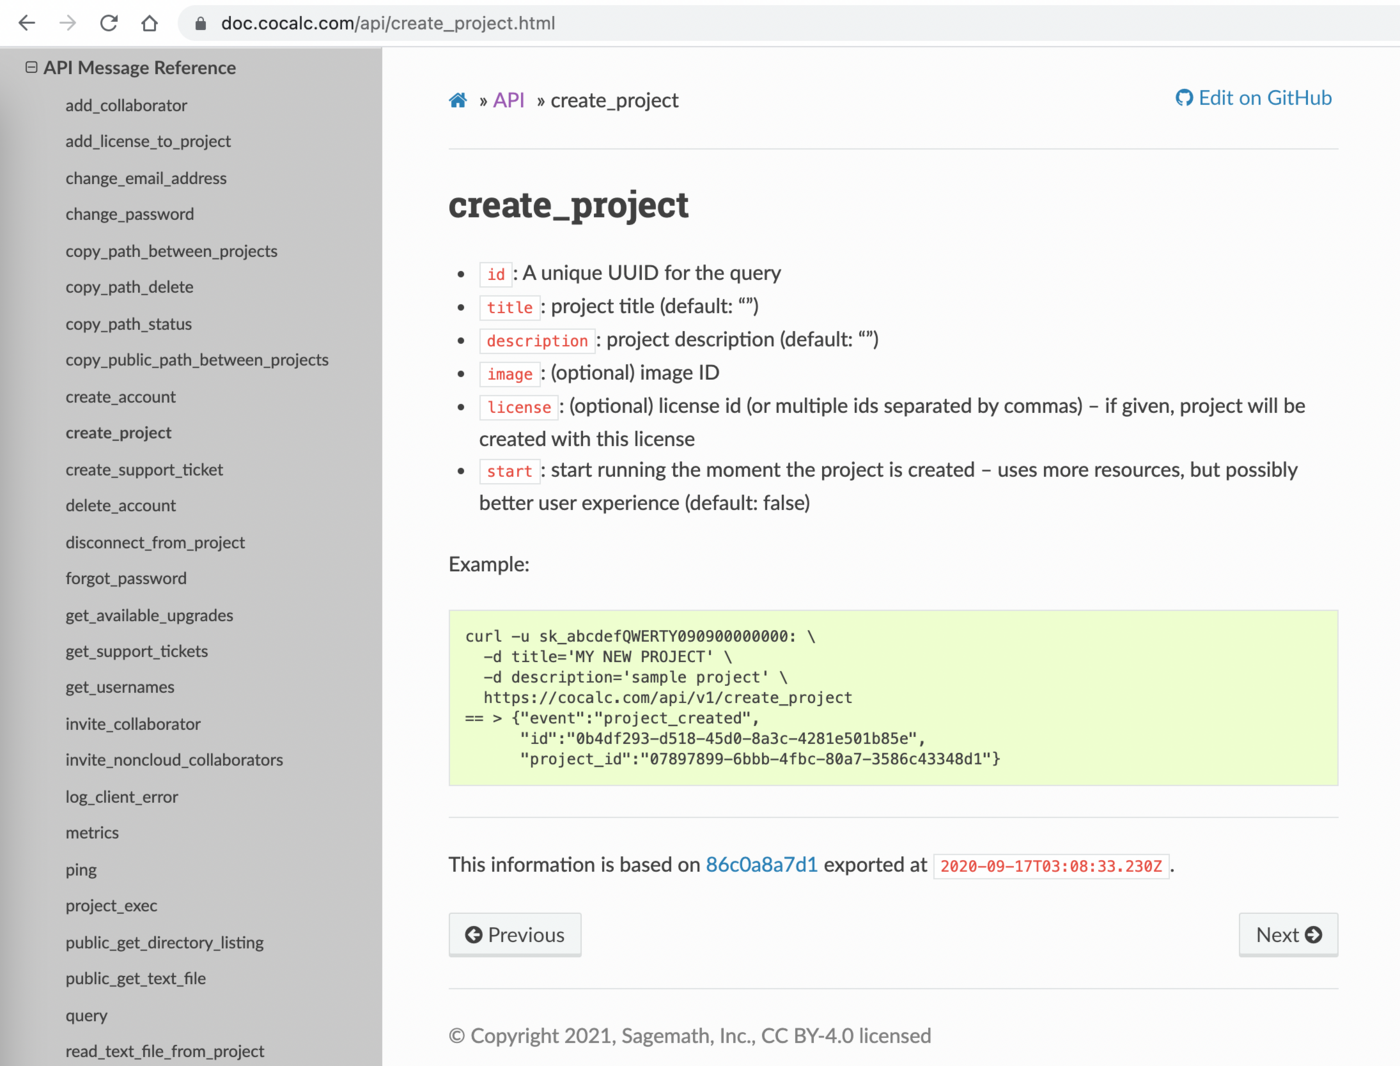 doc.cocalc.com/api/create_project.html
API Message Reference
add_collaborator
add_license_to_project
change_email_address
change_password
copy_path_between_projects
copy_path_delete
copy_path_status
copy_public_path_between_projects
create_account
create_project
create_support_ticket
delete_account
disconnect_from_project
forgot_password
get_available_upgrades
get_support_tickets
get_usernames
invite_collaborator
invite_noncloud_collaborators
log_client_error
metrics
ping
project_exec
public_get_directory_listing
public_get_text_file
query
read_text_file_from_project
» API » create_project
Edit on GitHub
create_project
• id : A unique UUID for the query
• title : project title (default: “”)
• description : project description (default: “”)
• image : (optional) image ID
• license : (optional) license id (or multiple ids separated by commas) – if given, project will be
created with this license
• start : start running the moment the project is created – uses more resources, but possibly
better user experience (default: false)
Example:
curl -u sk_abcdefQWERTY090900000000: \
-d title='MY NEW PROJECT' \
-d description='sample project' \
https://cocalc.com/api/v1/create_project
== > {"event":"project_created",
"id":"0b4df293-d518-45d0-8a3c-4281e501b85e",
"project_id":"07897899-6bbb-4fbc-80a7-3586c43348d1"}
This information is based on 86c0a8a7d1 exported at 2020-09-17T03:08:33.230Z .
Previous
Next
© Copyright 2021, Sagemath, Inc., CC BY-4.0 licensed